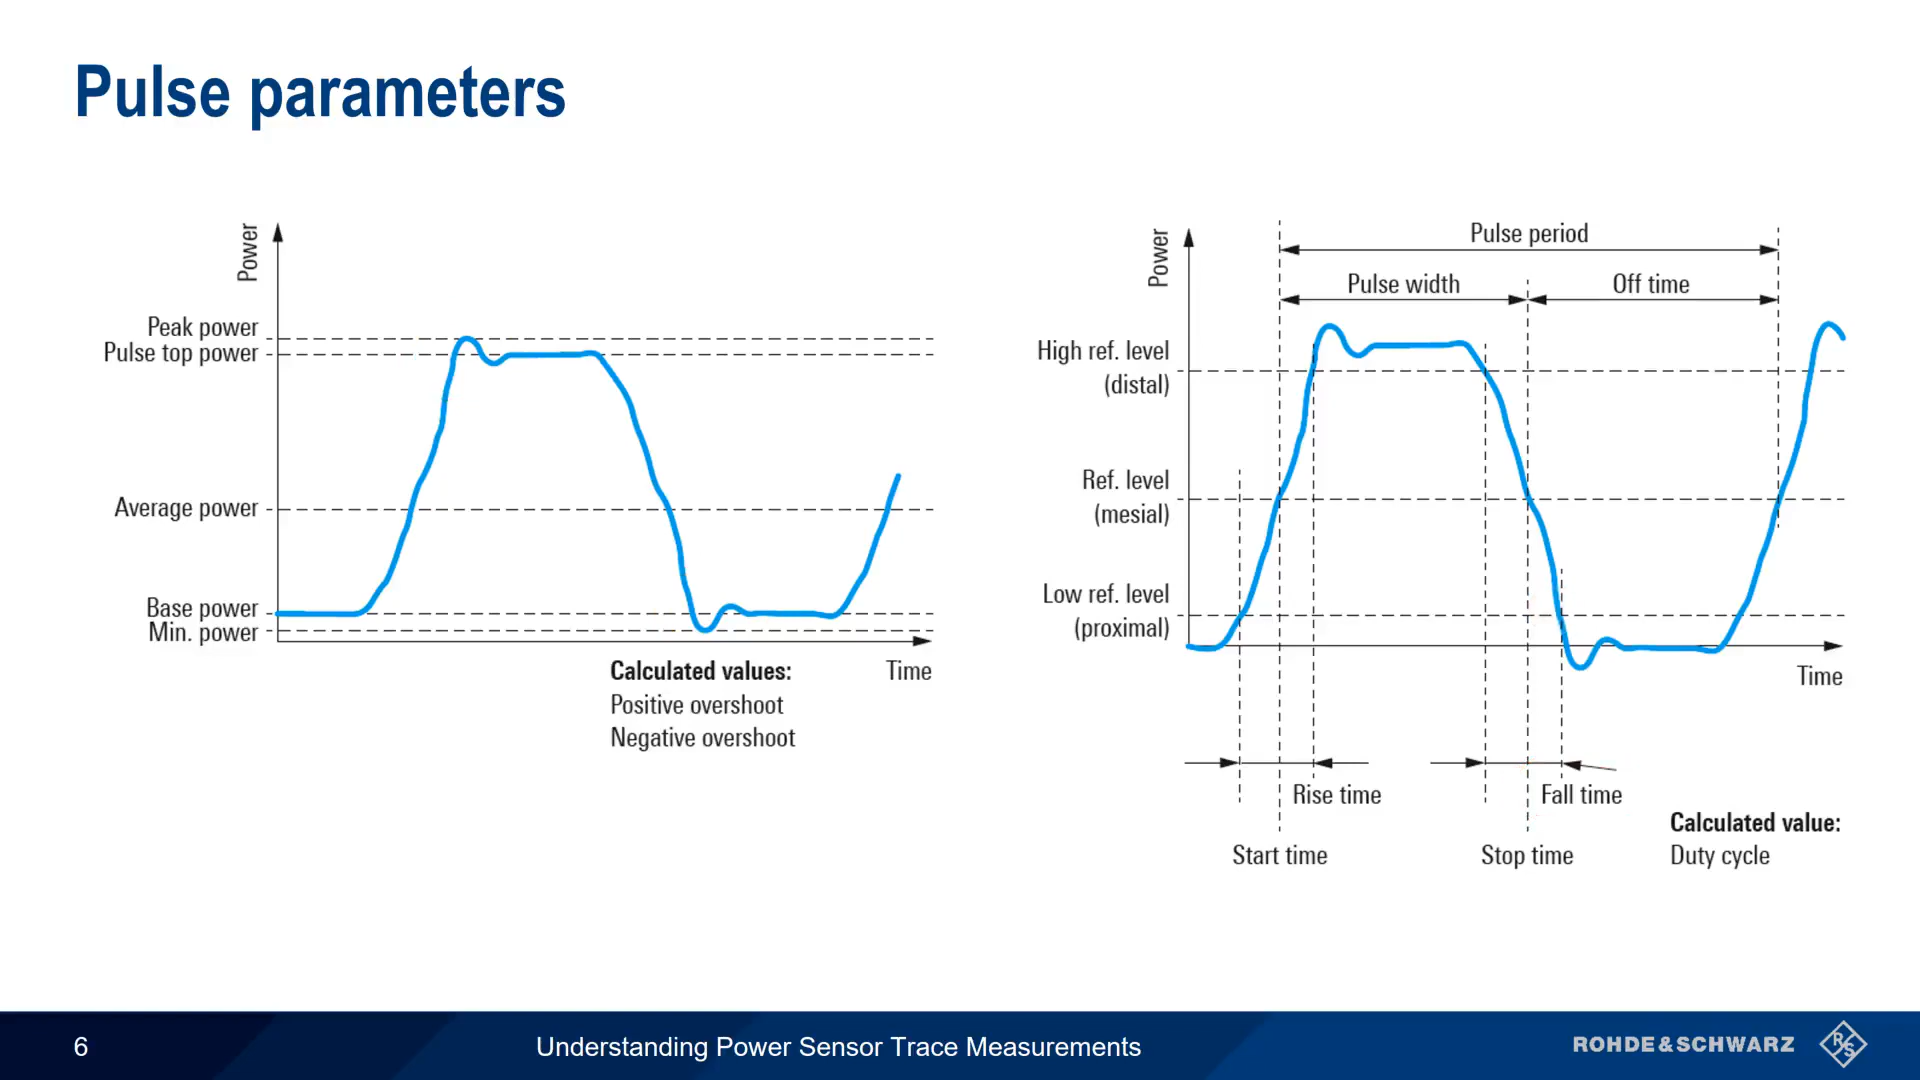 Pulse parameters
Power
Peak power
Pulse top power
Average power
Base power
Min. power
Calculated values:
Positive overshoot
Negative overshoot
Time
Power
Pulse period
Pulse width
Off time
High ref. level
(distal)
Ref. level
(mesial)
Low ref. level
(proximal)
Time
Rise time
Fall time
Start time
Stop time
Calculated value:
Duty cycle
6
Understanding Power Sensor Trace Measurements
ROHDE&SCHWARZ
R&S